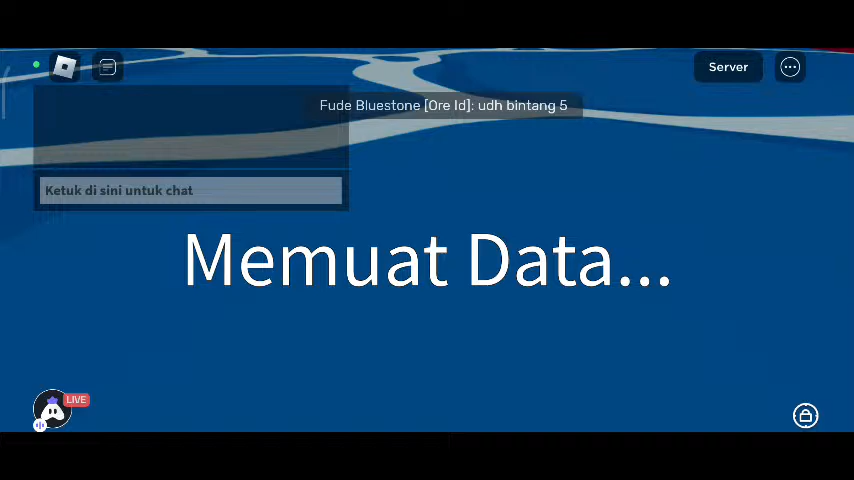 Server
Fude Bluestone [Ore Id]: udh bintang 5
Ketuk di sini untuk chat
Memuat Data...
LIVE